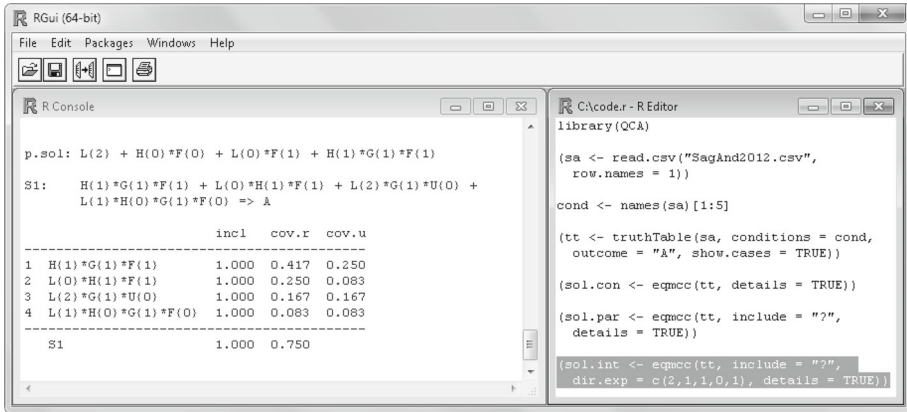 RGui (64-bit)
File Edit Packages Windows Help
R Console
p.sol: L{2} + H{0}*F{0} + L{0}*F{1} + H{1}*G{1}*F{1}
S1: H{1}*G{1}*F{1} + L{0}*H{1}*F{1} + L{2}*G{1}*U{0} +
L{1}*H{0}*G{1}*F{0} => A
incl cov.r cov.u
1 H{1}*G{1}*F{1} 1.000 0.417 0.250
2 L{0}*H{1}*F{1} 1.000 0.250 0.083
3 L{2}*G{1}*U{0} 1.000 0.167 0.167
4 L{1}*H{0}*G{1}*F{0} 1.000 0.083 0.083
S1 1.000 0.750
C:\code.r - R Editor
library(QCA)
(sa <- read.csv("SagAnd2012.csv",
row.names = 1))
cond <- names(sa)[1:5]
(tt <- truthTable(sa, conditions = cond,
outcome = "A", show.cases = TRUE))
(sol.con <- eqmcc(tt, details = TRUE))
(sol.par <- eqmcc(tt, include = "?",
details = TRUE))
(sol.int <- eqmcc(tt, include = "?",
dir.exp = c(2,1,1,0,1), details = TRUE))